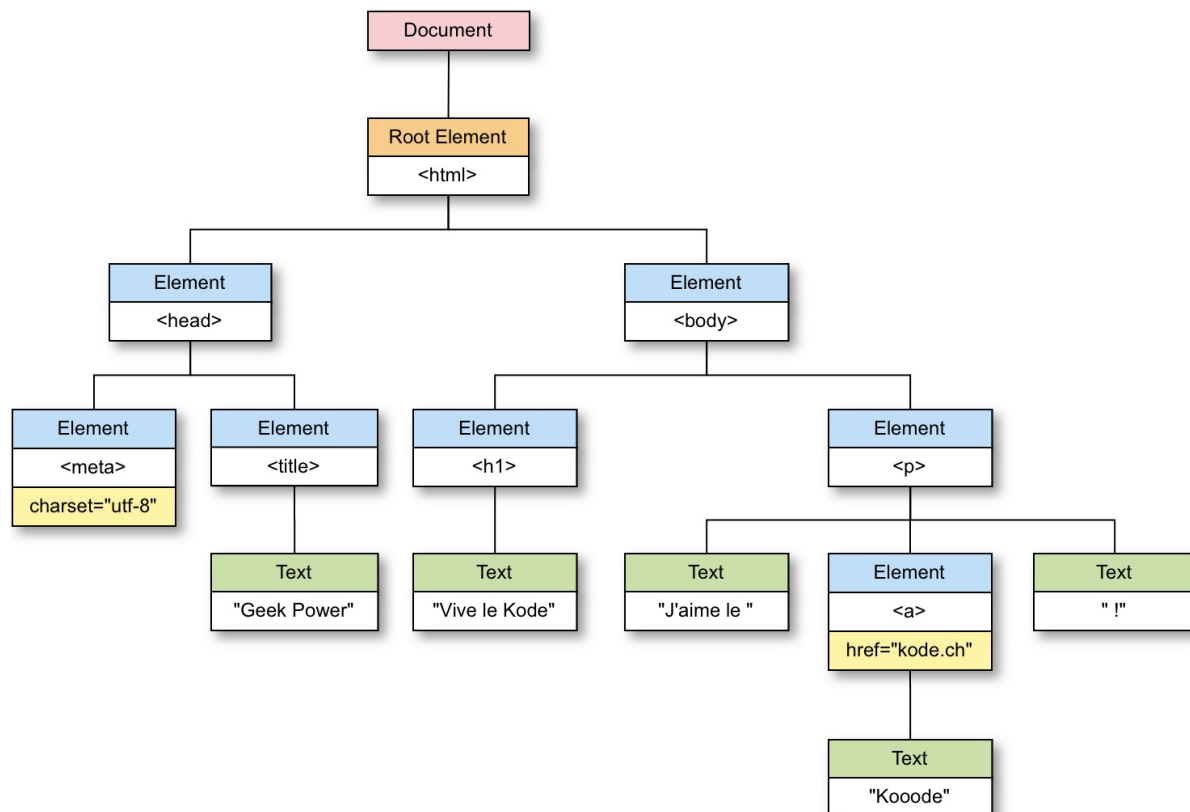 Document
Root Element
<html>
Element
<head>
Element
<body>
Element
<meta>
charset="utf-8"
Element
<title>
Element
<h1>
Element
<p>
Text
"Geek Power"
Text
"Vive le Kode"
Text
"J'aime le "
Element
<a>
href="kode.ch"
Text
" !"
Text
"Kooode"